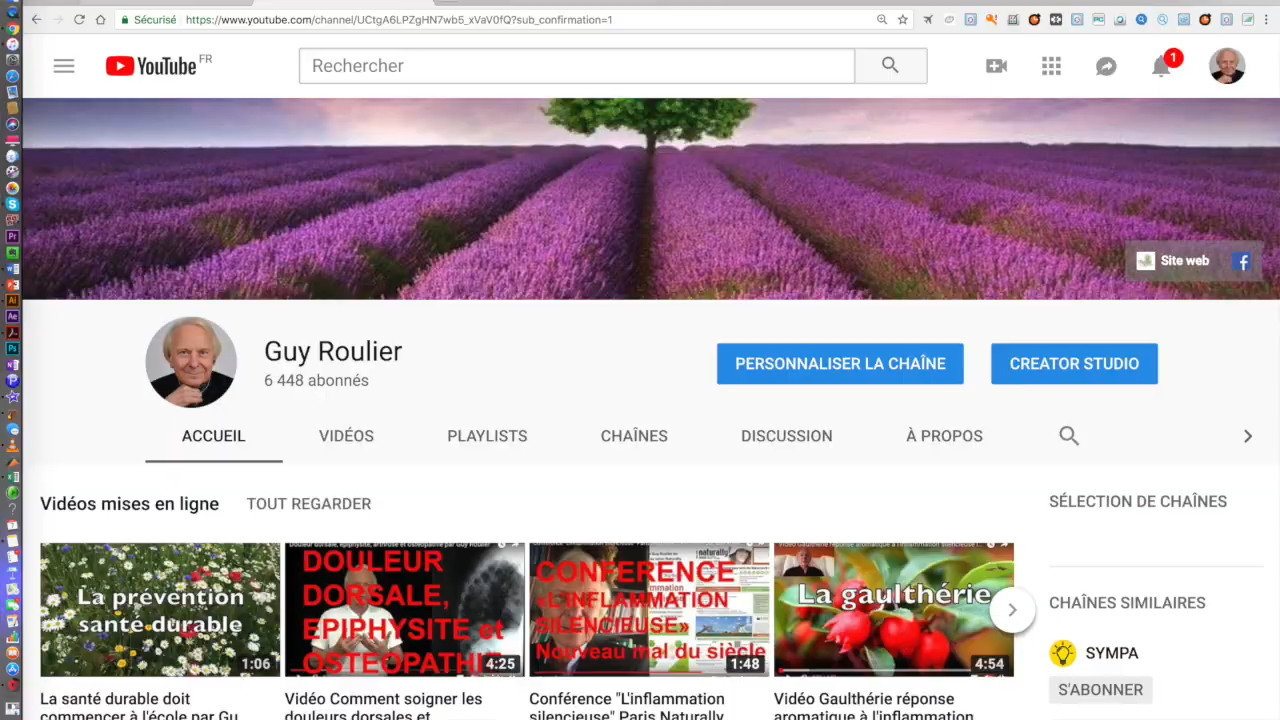 Sécurisé https://www.youtube.com/channel/UCtgA6LPZgHN7wb5_xVaV0fQ?sub_confirmation=1
YouTube FR
Rechercher
1
Site web
Guy Roulier
6 448 abonnés
PERSONNALISER LA CHAÎNE
CREATOR STUDIO
ACCUEIL VIDÉOS PLAYLISTS CHAÎNES DISCUSSION À PROPOS
Vidéos mises en ligne TOUT REGARDER
SÉLECTION DE CHAÎNES
La prévention
santé durable
1:06
DOULEUR
DORSALE,
EPIPHYSITE et
OSTEOPATHIE
4:25
CONFERENCE
«L'INFLAMMATION
SILENCIEUSE»
Nouveau mal du siècle
1:48
La gaulthérie
4:54
CHAÎNES SIMILAIRES
SYMPA
S'ABONNER
La santé durable doit
commencer à l'école par Gu
Vidéo Comment soigner les
douleurs dorsales et
Conférence "L'inflammation
silencieuse" Paris Naturally
Vidéo Gaulthérie réponse
aromatique à l'inflammation